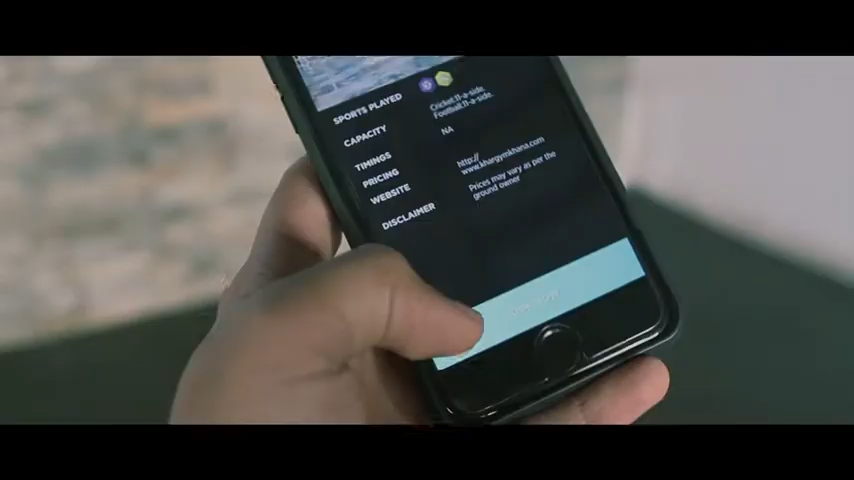 SPORTS PLAYED
Cricket:11-a-side,
Football:11-a-side.
CAPACITY
NA
TIMINGS
PRICING
http://
www.khargymkhana.com
WEBSITE
Prices may vary as per the
ground owner
DISCLAIMER